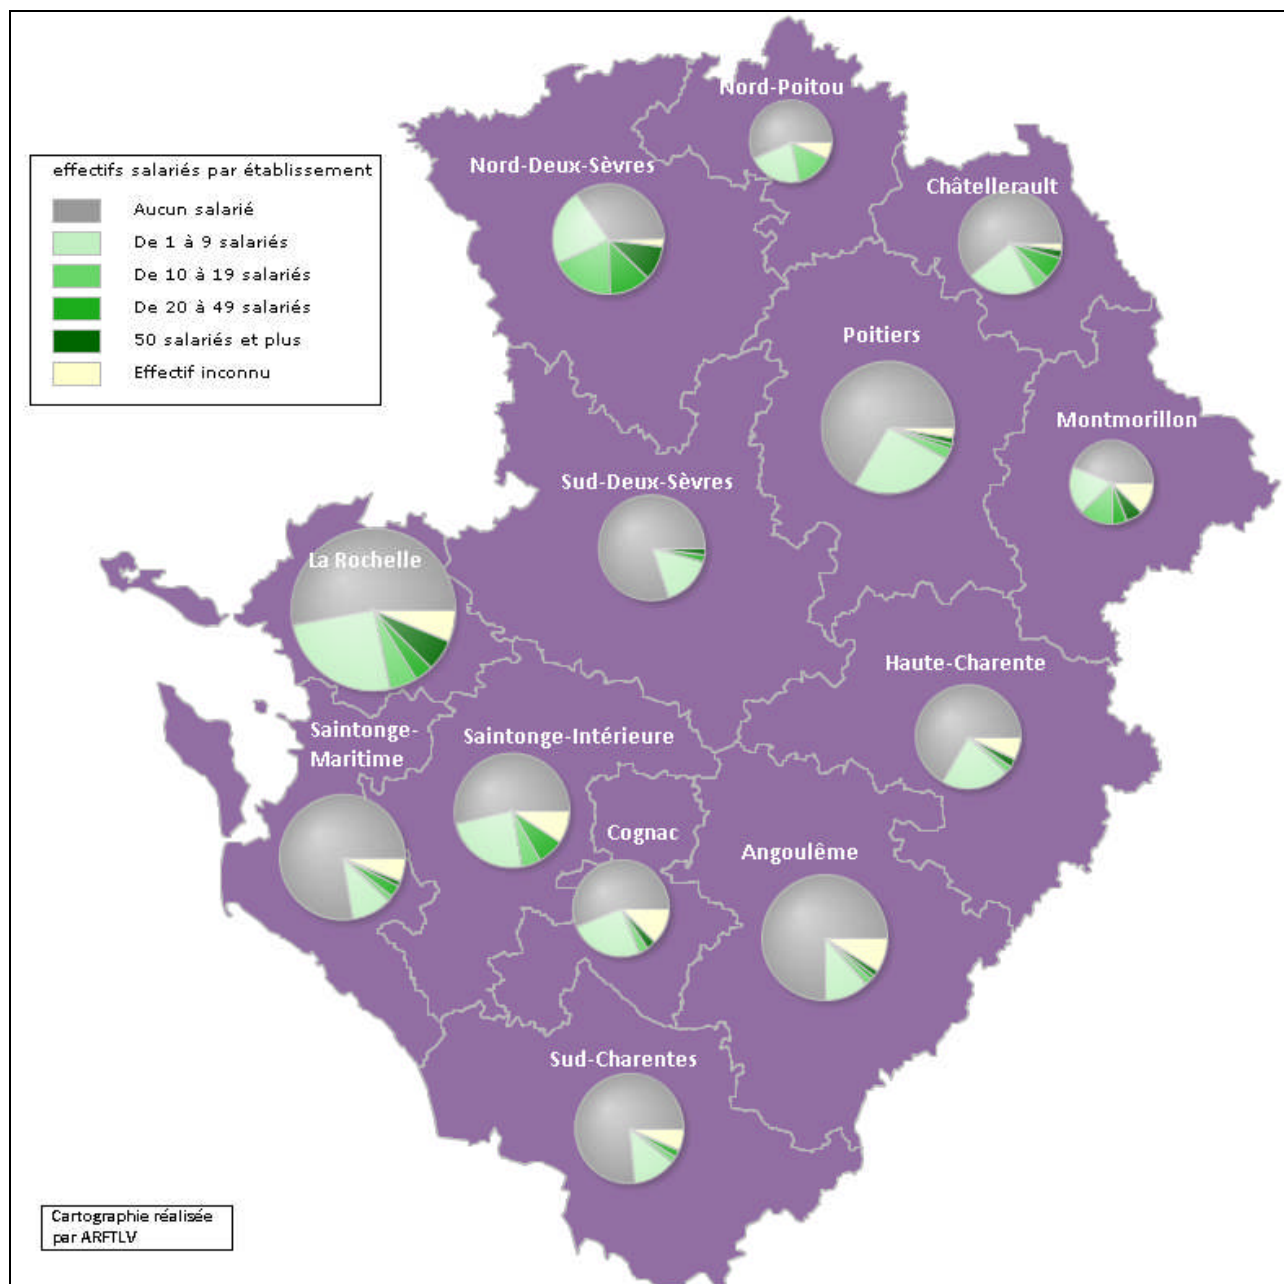 Nord-Poitou
Nord-Deux-Sèvres
Châtellerault
effectifs salariés par établissement
Aucun salarié
De 1 à 9 salariés
De 10 à 19 salariés
De 20 à 49 salariés
50 salariés et plus
Effectif inconnu
Poitiers
Montmorillon
Sud-Deux-Sèvres
La Rochelle
Haute-Charente
Saintonge-
Maritime
Saintonge-Intérieure
Cognac
Angoulême
Sud-Charentes
Cartographie réalisée
par ARFTLV